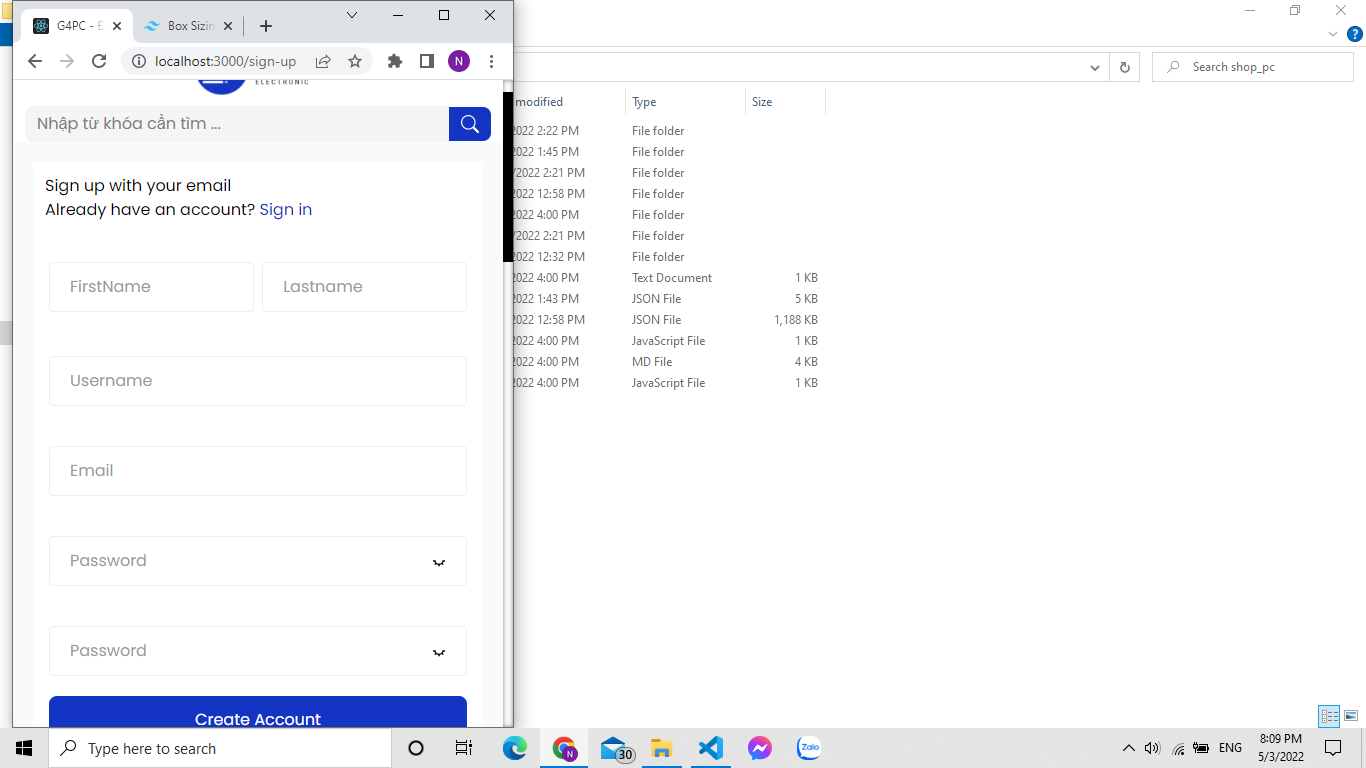 G4PC - Đ
Box Sizin
localhost:3000/sign-up
N
ELECTRONIC
Nhập từ khóa cần tìm ...
Sign up with your email
Already have an account? Sign in
FirstName
Lastname
Username
Email
Password
Password
Create Account
?
Search shop_pc
modified
Type
Size
2022 2:22 PM
File folder
2022 1:45 PM
File folder
/2022 2:21 PM
File folder
2022 12:58 PM
File folder
2022 4:00 PM
File folder
/2022 2:21 PM
File folder
2022 12:32 PM
File folder
2022 4:00 PM
Text Document
1 KB
2022 1:43 PM
JSON File
5 KB
2022 12:58 PM
JSON File
1,188 KB
2022 4:00 PM
JavaScript File
1 KB
2022 4:00 PM
MD File
4 KB
2022 4:00 PM
JavaScript File
1 KB
Type here to search
N
30
Zalo
ENG
8:09 PM
5/3/2022